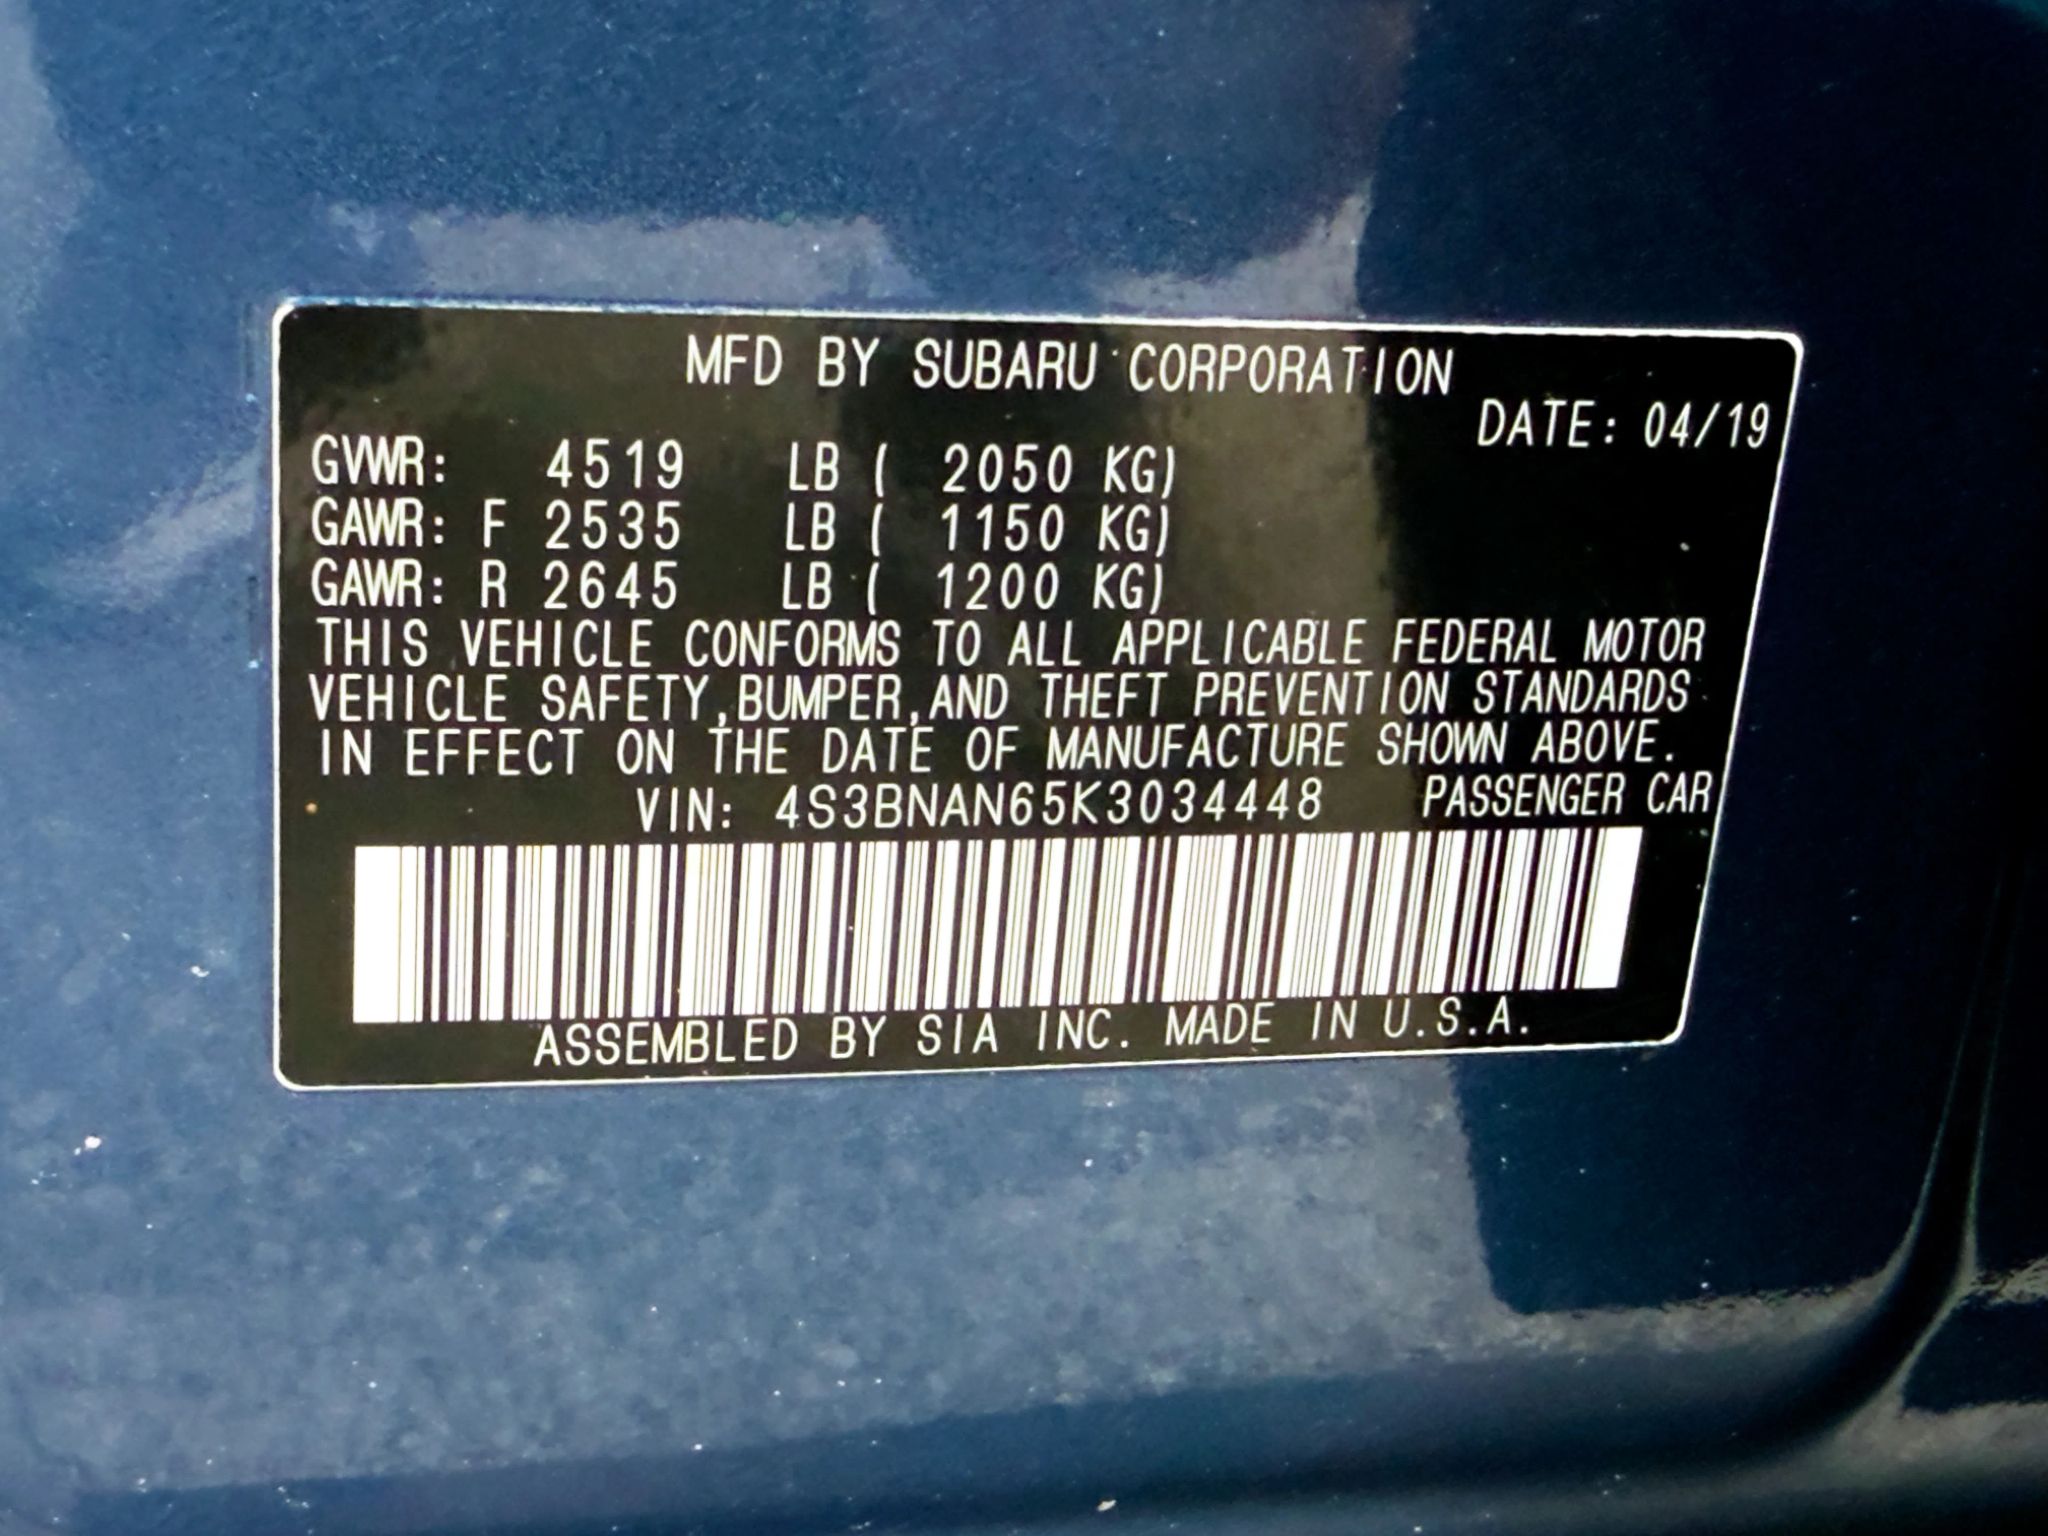 MFD BY SUBARU CORPORATION
DATE: 04/19
GVWR: 4519 LB ( 2050 KG)
GAWR: F 2535 LB ( 1150 KG)
GAWR: R 2645 LB ( 1200 KG)
THIS VEHICLE CONFORMS TO ALL APPLICABLE FEDERAL MOTOR
VEHICLE SAFETY,BUMPER,AND THEFT PREVENTION STANDARDS
IN EFFECT ON THE DATE OF MANUFACTURE SHOWN ABOVE.
VIN: 4S3BNAN65K3034448 PASSENGER CAR
ASSEMBLED BY SIA INC. MADE IN U.S.A.